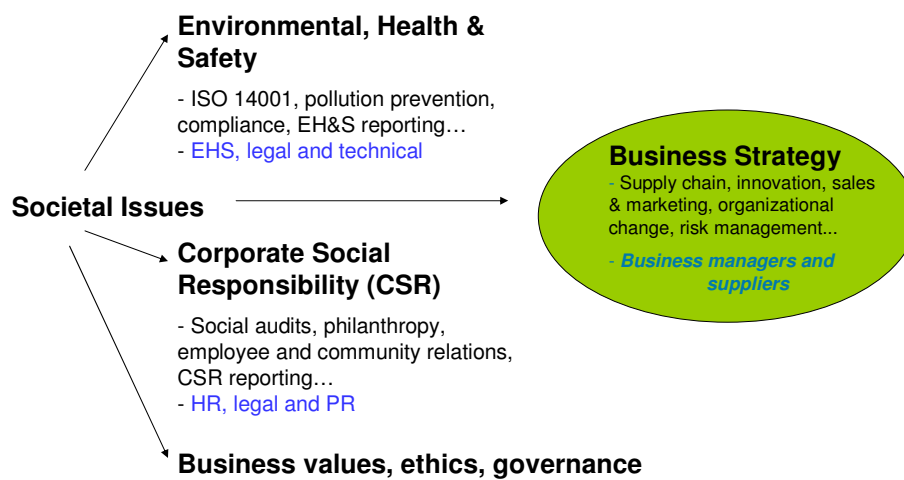 Environmental, Health &
Safety
- ISO 14001, pollution prevention,
compliance, EH&S reporting…
- EHS, legal and technical
Societal Issues
Corporate Social
Responsibility (CSR)
- Social audits, philanthropy,
employee and community relations,
CSR reporting…
- HR, legal and PR
Business values, ethics, governance
Business Strategy
- Supply chain, innovation, sales
& marketing, organizational
change, risk management...
- Business managers and
suppliers